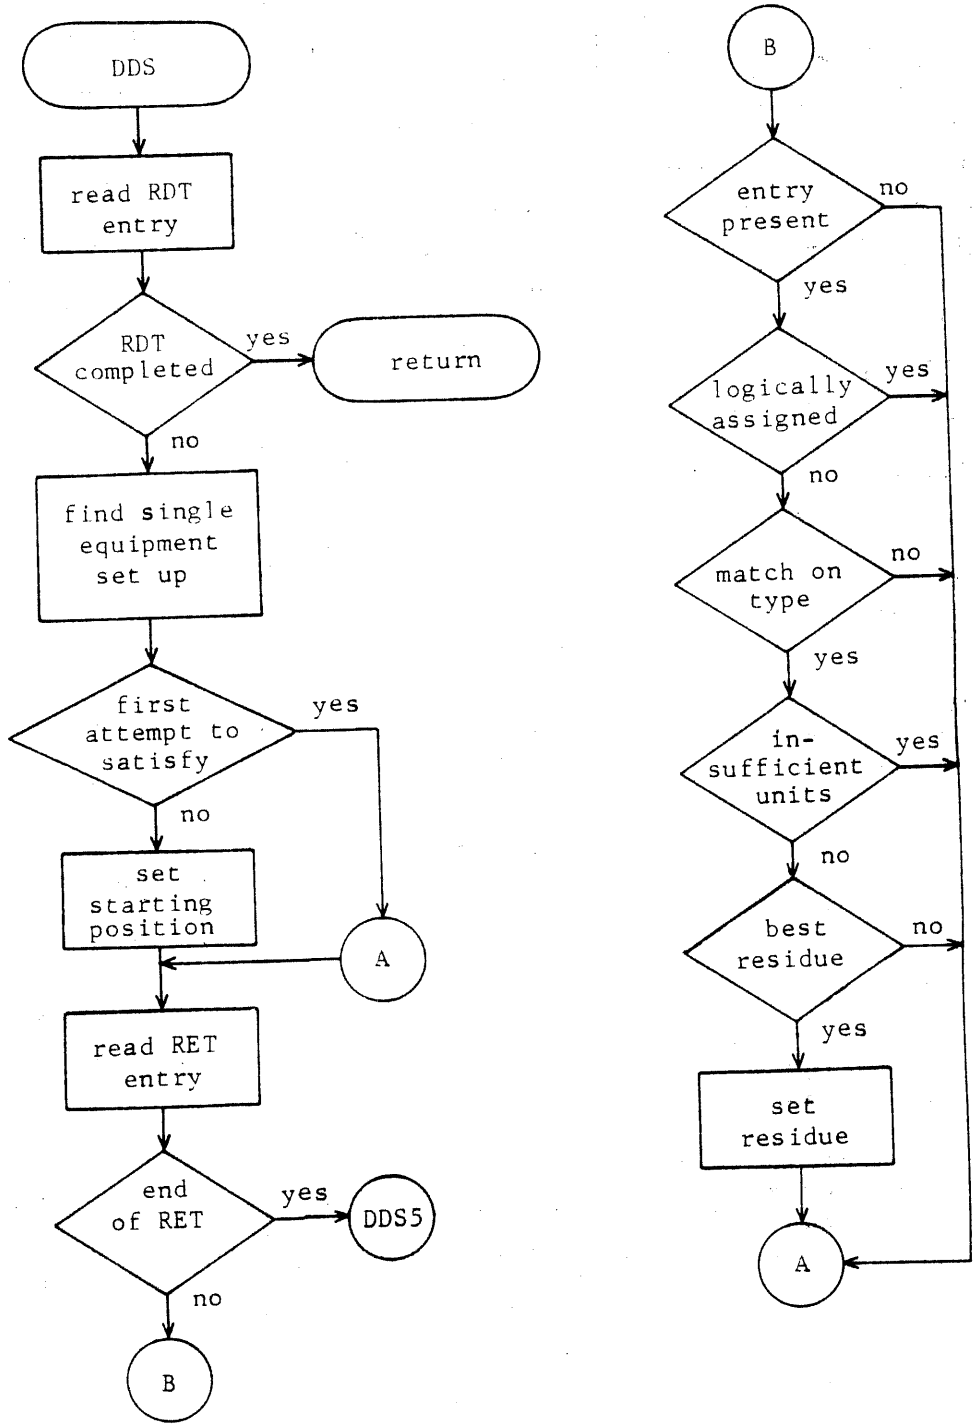 DDS
read RDT
entry
RDT
completed
yes
return
no
find single
equipment
set up
first
attempt to
satisfy
yes
no
set
starting
position
A
read RET
entry
end
of RET
yes
DDS5
no
B
B
entry
present
no
yes
logically
assigned
yes
no
match on
type
no
yes
in-
sufficient
units
yes
no
best
residue
no
yes
set
residue
A